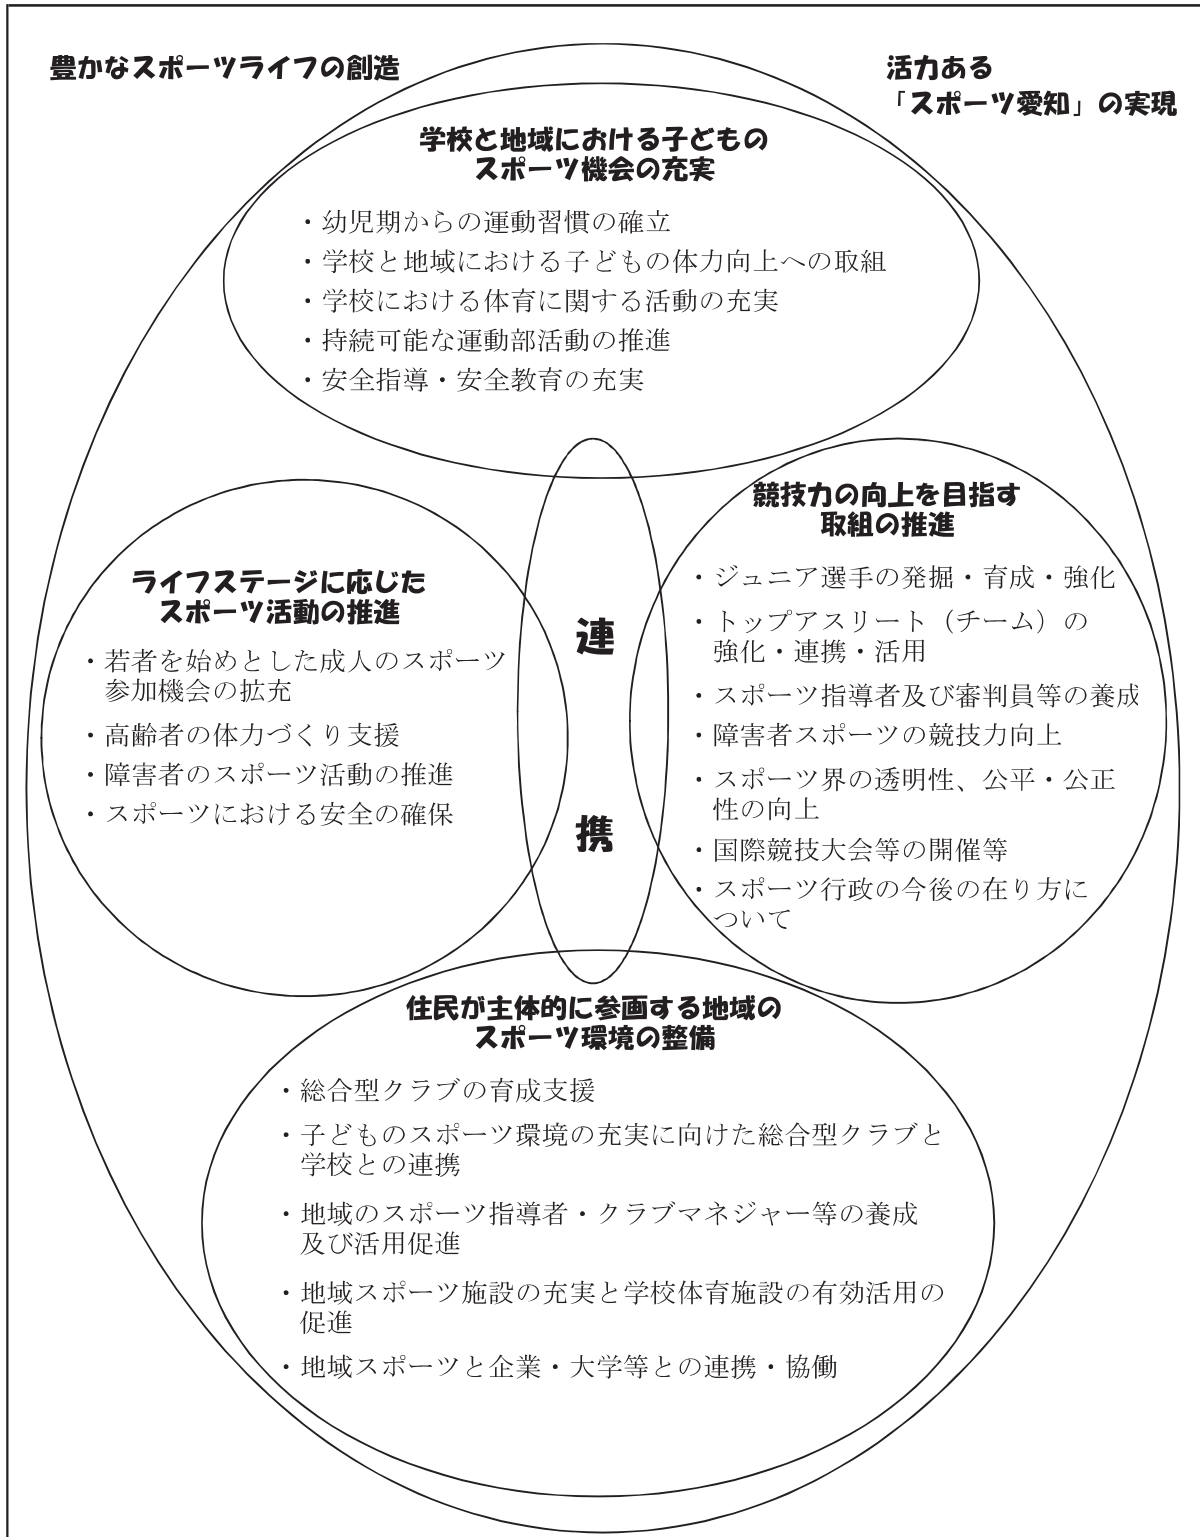 豊かなスポーツライフの創造
活力ある
「スポーツ愛知」の実現
学校と地域における子どもの
スポーツ機会の充実
・幼児期からの運動習慣の確立
・学校と地域における子どもの体力向上への取組
・学校における体育に関する活動の充実
・持続可能な運動部活動の推進
・安全指導・安全教育の充実
ライフステージに応じた
スポーツ活動の推進
・若者を始めとした成人のスポーツ
参加機会の拡充
・高齢者の体力づくり支援
・障害者のスポーツ活動の推進
・スポーツにおける安全の確保
連
携
競技力の向上を目指す
取組の推進
・ジュニア選手の発掘・育成・強化
・トップアスリート（チーム）の
強化・連携・活用
・スポーツ指導者及び審判員等の養成
・障害者スポーツの競技力向上
・スポーツ界の透明性、公平・公正
性の向上
・国際競技大会等の開催等
・スポーツ行政の今後の在り方に
ついて
住民が主体的に参画する地域の
スポーツ環境の整備
・総合型クラブの育成支援
・子どものスポーツ環境の充実に向けた総合型クラブと
学校との連携
・地域のスポーツ指導者・クラブマネジャー等の養成
及び活用促進
・地域スポーツ施設の充実と学校体育施設の有効活用の
促進
・地域スポーツと企業・大学等との連携・協働